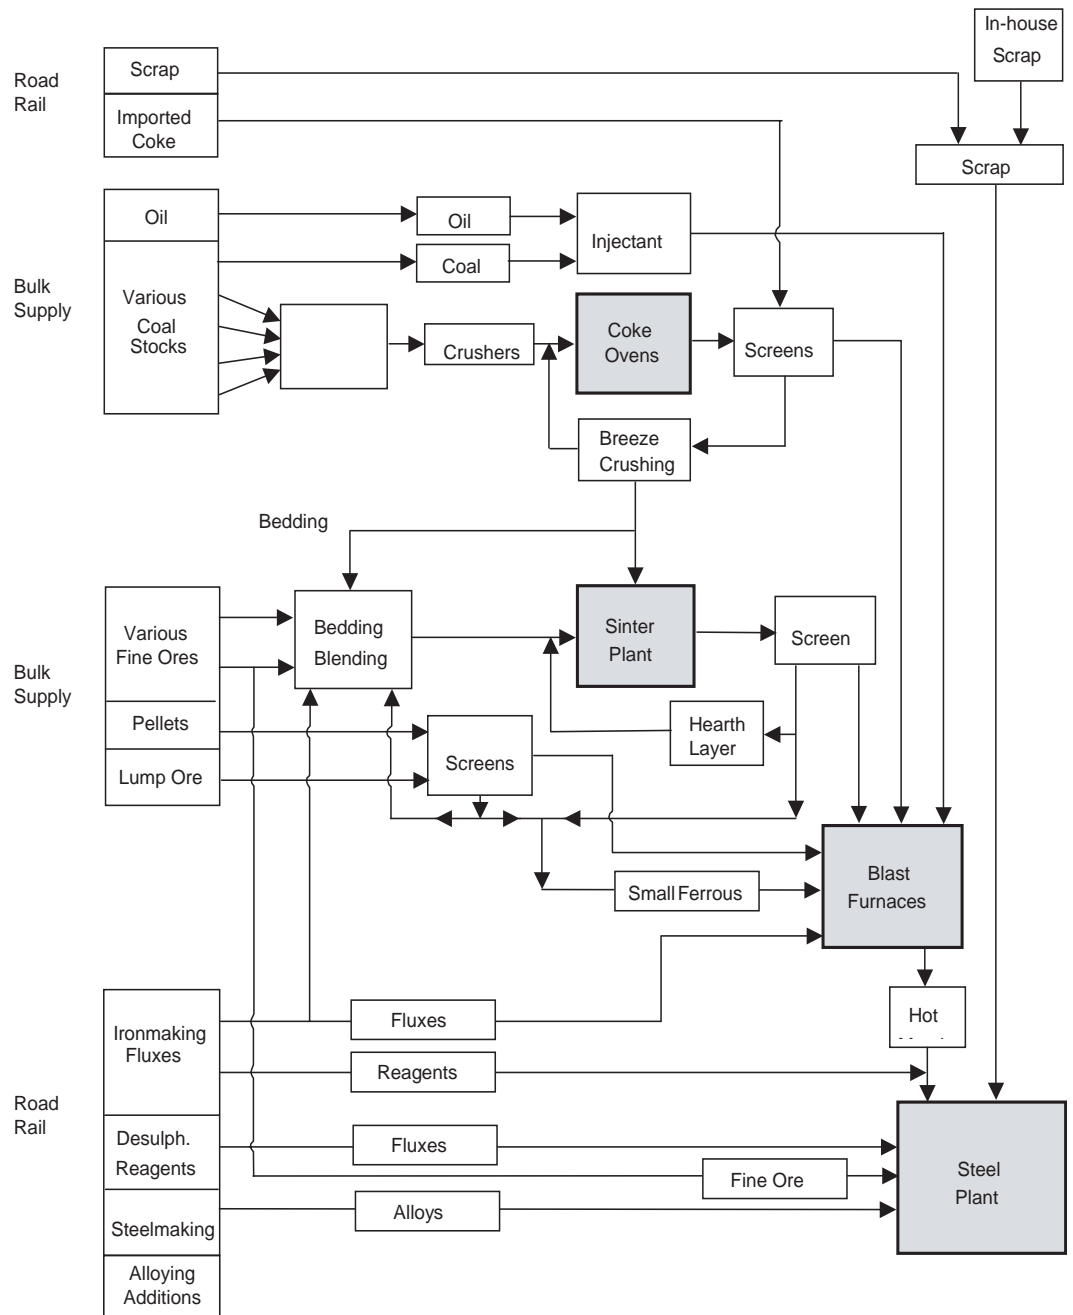 In-house
Scrap
Road
Rail
Scrap
Imported
Coke
Scrap
Oil
Oil
Injectant
Coal
Bulk
Supply
Various
Coal
Stocks
Crushers
Coke
Ovens
Screens
Breeze
Crushing
Bedding
Various
Fine Ores
Bedding
Blending
Sinter
Plant
Screen
Bulk
Supply
Pellets
Hearth
Layer
Lump Ore
Screens
Blast
Furnaces
Small Ferrous
Ironmaking
Fluxes
Fluxes
Hot
Reagents
Road
Rail
Desulph.
Reagents
Fluxes
Fine Ore
Steel
Plant
Steelmaking
Alloys
Alloying
Additions